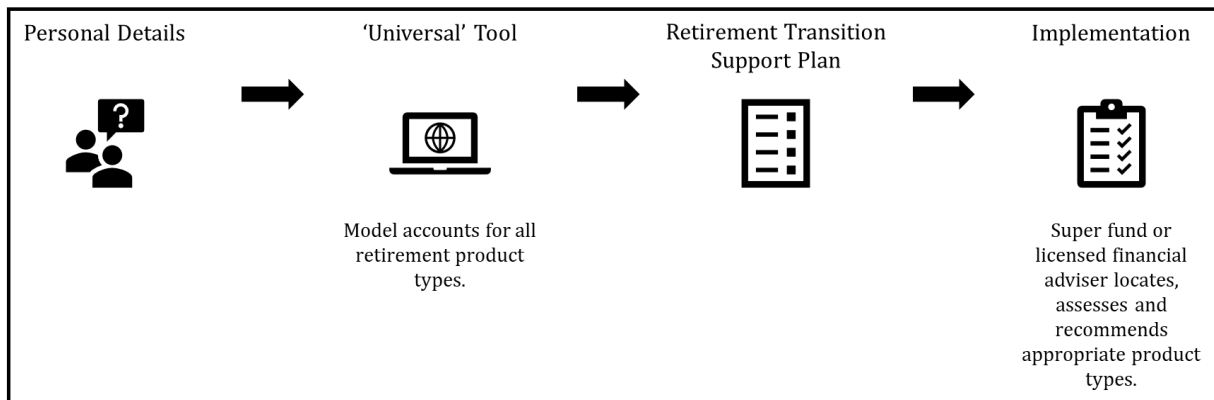 Personal Details
‘Universal’ Tool
Retirement Transition
Support Plan
Implementation
?
Model accounts for all
retirement product
types.
Super fund or
licensed financial
adviser locates,
assesses and
recommends
appropriate product
types.